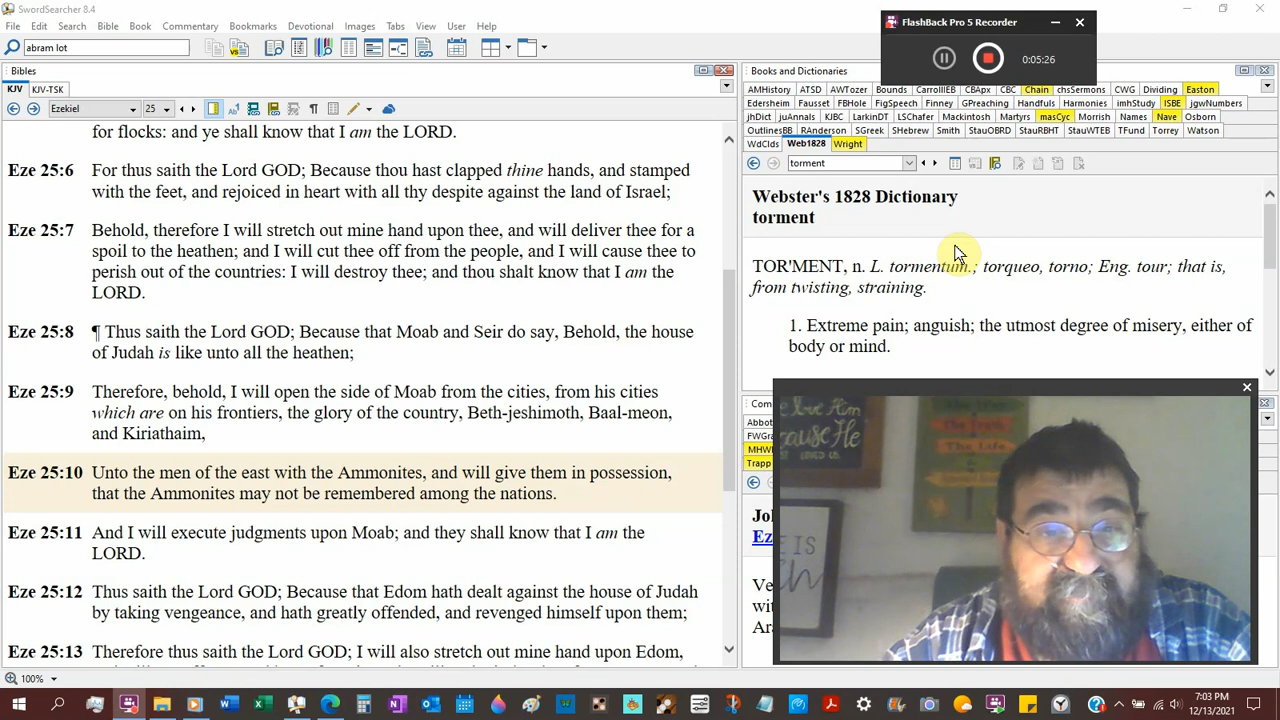 SwordSearcher 8.4
File Edit Bibles Bible Book Commentary Bookmarks Devotional Images Tabs View User Help
abram lot
FlashBack Pro 5 Recorder
0:05:26
Bibles
KJV KJV-TSK
Ezekiel 25
for flocks: and ye shall know that I am the LORD.
Eze 25:6 For thus saith the Lord GOD; Because thou hast clapped thine hands, and stamped
with the feet, and rejoiced in heart with all thy despite against the land of Israel;
Eze 25:7 Behold, therefore I will stretch out mine hand upon thee, and will deliver thee for a
spoil to the heathen; and I will cut thee off from the people, and I will cause thee to
perish out of the countries: I will destroy thee; and thou shalt know that I am the
LORD.
Eze 25:8 ¶ Thus saith the Lord GOD; Because that Moab and Seir do say, Behold, the house
of Judah is like unto all the heathen;
Eze 25:9 Therefore, behold, I will open the side of Moab from the cities, from his cities
which are on his frontiers, the glory of the country, Beth-jeshimoth, Baal-meon,
and Kiriathaim,
Eze 25:10 Unto the men of the east with the Ammonites, and will give them in possession,
that the Ammonites may not be remembered among the nations.
Eze 25:11 And I will execute judgments upon Moab; and they shall know that I am the
LORD.
Eze 25:12 Thus saith the Lord GOD; Because that Edom hath dealt against the house of Judah
by taking vengeance, and hath greatly offended, and revenged himself upon them;
Eze 25:13 Therefore thus saith the Lord GOD; I will also stretch out mine hand upon Edom,
100%
Books and Dictionaries
AMHistory ATSD AWTozer Bounds CarrollIEB CBApx CBC Chain chsSermons CWG Dividing Easton
Edersheim Fausset FBHole FigSpeech Finney GPreaching Handfuls Harmonies imhStudy ISBE jgwNumbers
jhDict juAnnals KJBC LarkinDT LSChafer Mackintosh Martyrs masCyc Morrish Names Nave Osborn
OutlinesBB RAnderson SGreek SHebrew Smith StauOBRD StauRBHT StauWTEB TFund Torrey Watson
WdClds Web1828 Wright
torment
Webster's 1828 Dictionary
torment
TOR'MENT, n. L. tormentum.; torqueo, torno; Eng. tour; that is,
from twisting, straining.
1. Extreme pain; anguish; the utmost degree of misery, either of
body or mind.
Com
Abbot
FWGra
MHW
Trapp
Joh
Ez
Ve
wit
Ara
7:03 PM
12/13/2021